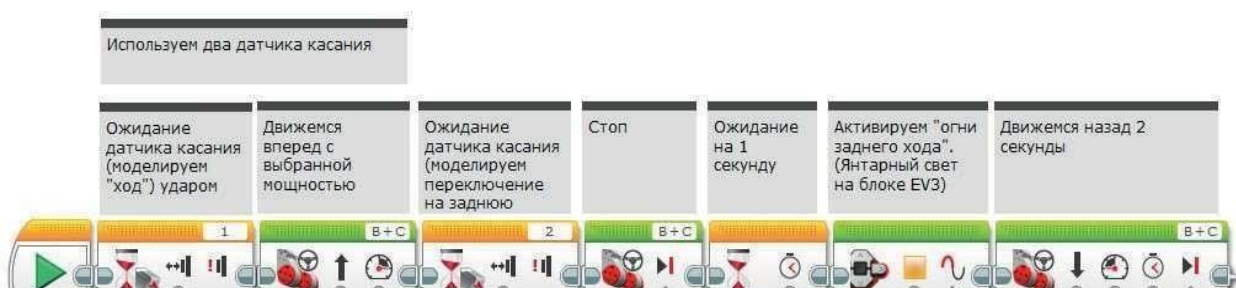 Используем два датчика касания
Ожидание
датчика касания
(моделируем
"ход") ударом
Движемся
вперед с
выбранной
мощностью
Ожидание
датчика касания
(моделируем
переключение
на заднюю
Стоп
Ожидание
на 1
секунду
Активируем "огни
заднего хода".
(Янтарный свет
на блоке EV3)
Движемся назад 2
секунды
1
B+C
2
B+C
B+C